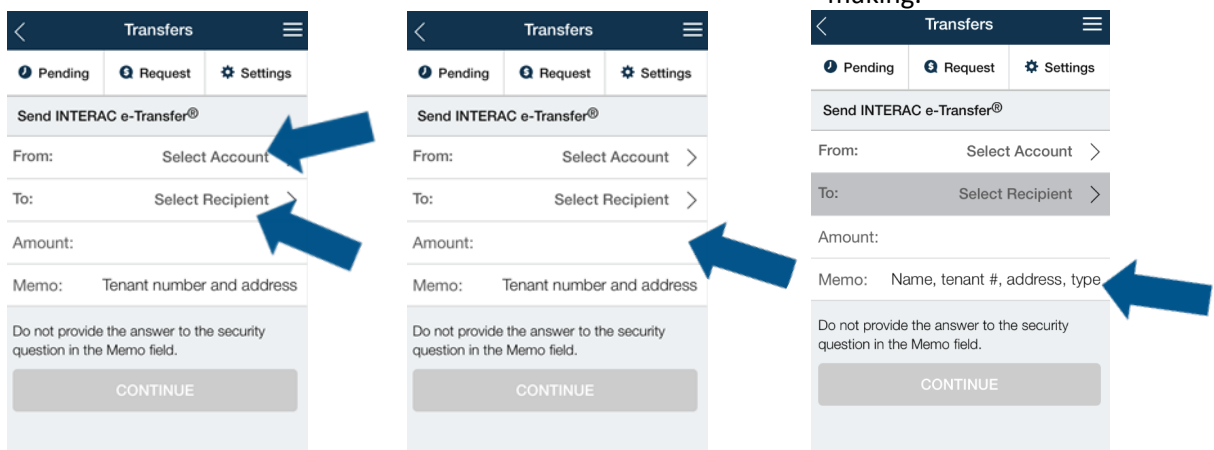 making.
Transfers
Pending Request Settings
Send INTERAC e-Transfer®
From: Select Account
To: Select Recipient
Amount:
Memo: Tenant number and address
Do not provide the answer to the security
question in the Memo field.
CONTINUE
Transfers
Pending Request Settings
Send INTERAC e-Transfer®
From: Select Account
To: Select Recipient
Amount:
Memo: Tenant number and address
Do not provide the answer to the security
question in the Memo field.
CONTINUE
Transfers
Pending Request Settings
Send INTERAC e-Transfer®
From: Select Account
To: Select Recipient
Amount:
Memo: Name, tenant #, address, type
Do not provide the answer to the security
question in the Memo field.
CONTINUE